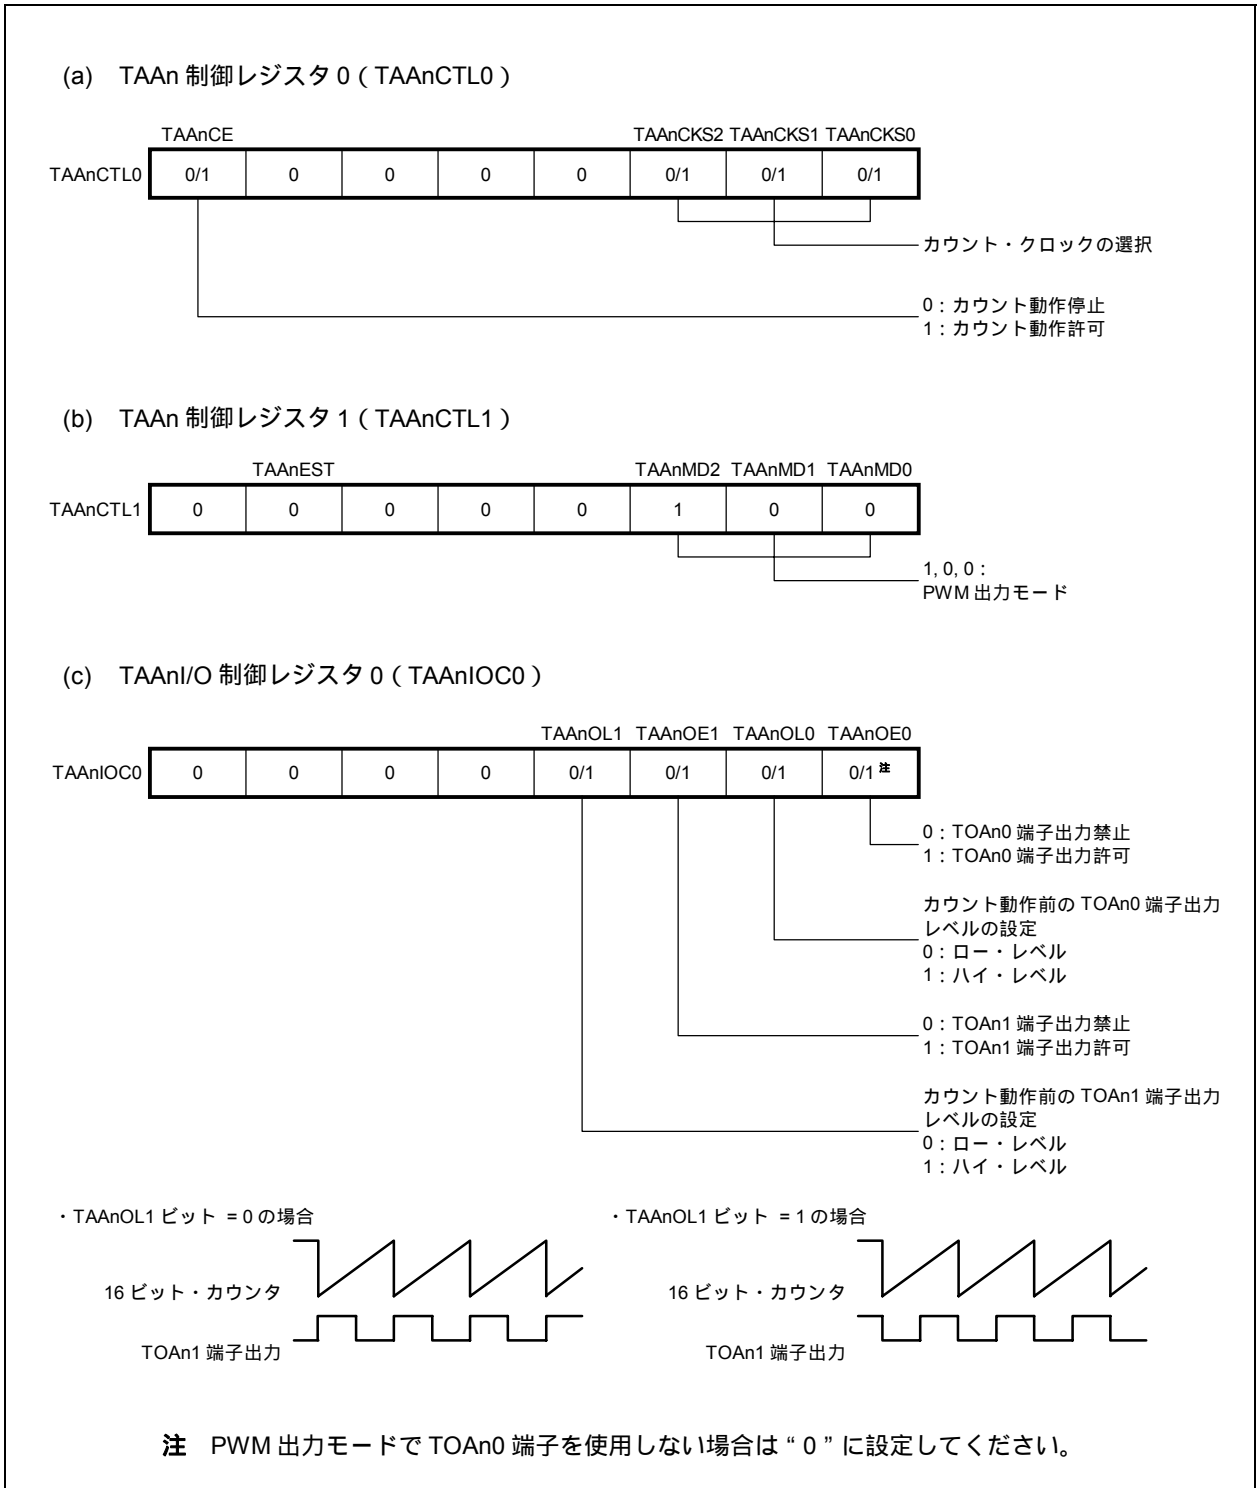 (a) TAAn 制御レジスタ 0（TAAnCTL0）
TAAnCE TAAnCKS2 TAAnCKS1 TAAnCKS0
TAAnCTL0 0/1 0 0 0 0 0/1 0/1 0/1
カウント・クロックの選択
0：カウント動作停止
1：カウント動作許可
(b) TAAn 制御レジスタ 1（TAAnCTL1）
TAAnEST TAAnMD2 TAAnMD1 TAAnMD0
TAAnCTL1 0 0 0 0 0 1 0 0
1, 0, 0：
PWM 出力モード
(c) TAAnI/O 制御レジスタ 0（TAAnIOC0）
TAAnOL1 TAAnOE1 TAAnOL0 TAAnOE0
TAAnIOC0 0 0 0 0 0/1 0/1 0/1 0/1 注
0：TOAn0 端子出力禁止
1：TOAn0 端子出力許可
カウント動作前の TOAn0 端子出力
レベルの設定
0：ロー・レベル
1：ハイ・レベル
0：TOAn1 端子出力禁止
1：TOAn1 端子出力許可
カウント動作前の TOAn1 端子出力
レベルの設定
0：ロー・レベル
1：ハイ・レベル
・TAAnOL1 ビット = 0 の場合
16 ビット・カウンタ
TOAn1 端子出力
・TAAnOL1 ビット = 1 の場合
16 ビット・カウンタ
TOAn1 端子出力
注 PWM 出力モードで TOAn0 端子を使用しない場合は “ 0 ” に設定してください。